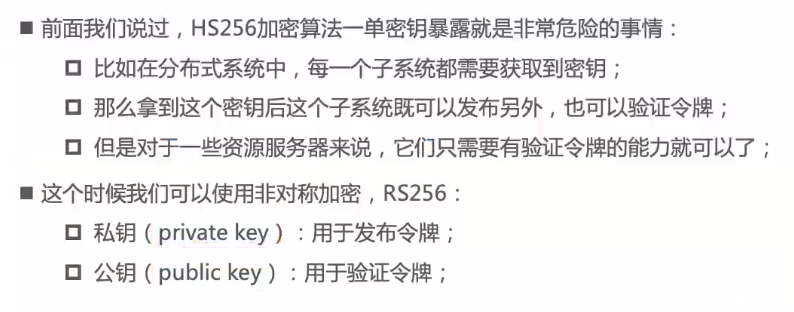 ■ 前面我们说过，HS256加密算法一单密钥暴露就是非常危险的事情：
□ 比如在分布式系统中，每一个子系统都需要获取到密钥；
□ 那么拿到这个密钥后这个子系统既可以发布另外，也可以验证令牌；
□ 但是对于一些资源服务器来说，它们只需要有验证令牌的能力就可以了；
■ 这个时候我们可以使用非对称加密，RS256：
□ 私钥（private key）：用于发布令牌；
□ 公钥（public key）：用于验证令牌；